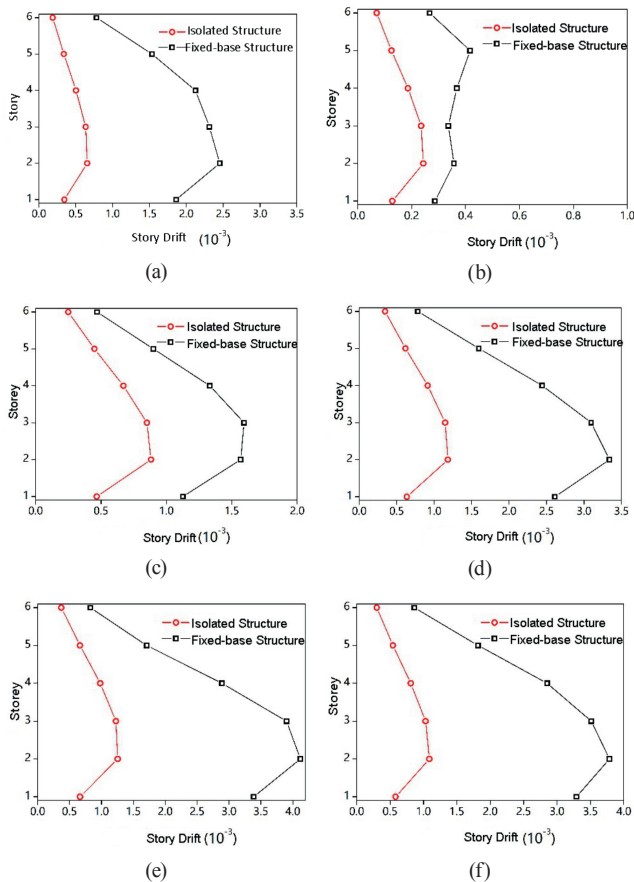 6
5
4
3
2
1
Story
Isolated Structure
Fixed-base Structure
0.0 0.5 1.0 1.5 2.0 2.5 3.0 3.5
Story Drift (10⁻³)
(a)
6
5
4
3
2
1
Storey
Isolated Structure
Fixed-base Structure
0.0 0.2 0.4 0.6 0.8 1.0
Story Drift (10⁻³)
(b)
6
5
4
3
2
1
Storey
Isolated Structure
Fixed-base Structure
0.0 0.5 1.0 1.5 2.0
Story Drift (10⁻³)
(c)
6
5
4
3
2
1
Storey
Isolated Structure
Fixed-base Structure
0.0 0.5 1.0 1.5 2.0 2.5 3.0 3.5
Story Drift (10⁻³)
(d)
6
5
4
3
2
1
Storey
Isolated Structure
Fixed-base Structure
0.0 0.5 1.0 1.5 2.0 2.5 3.0 3.5 4.0
Story Drift (10⁻³)
(e)
6
5
4
3
2
1
Storey
Isolated Structure
Fixed-base Structure
0.0 0.5 1.0 1.5 2.0 2.5 3.0 3.5 4.0
Story Drift (10⁻³)
(f)